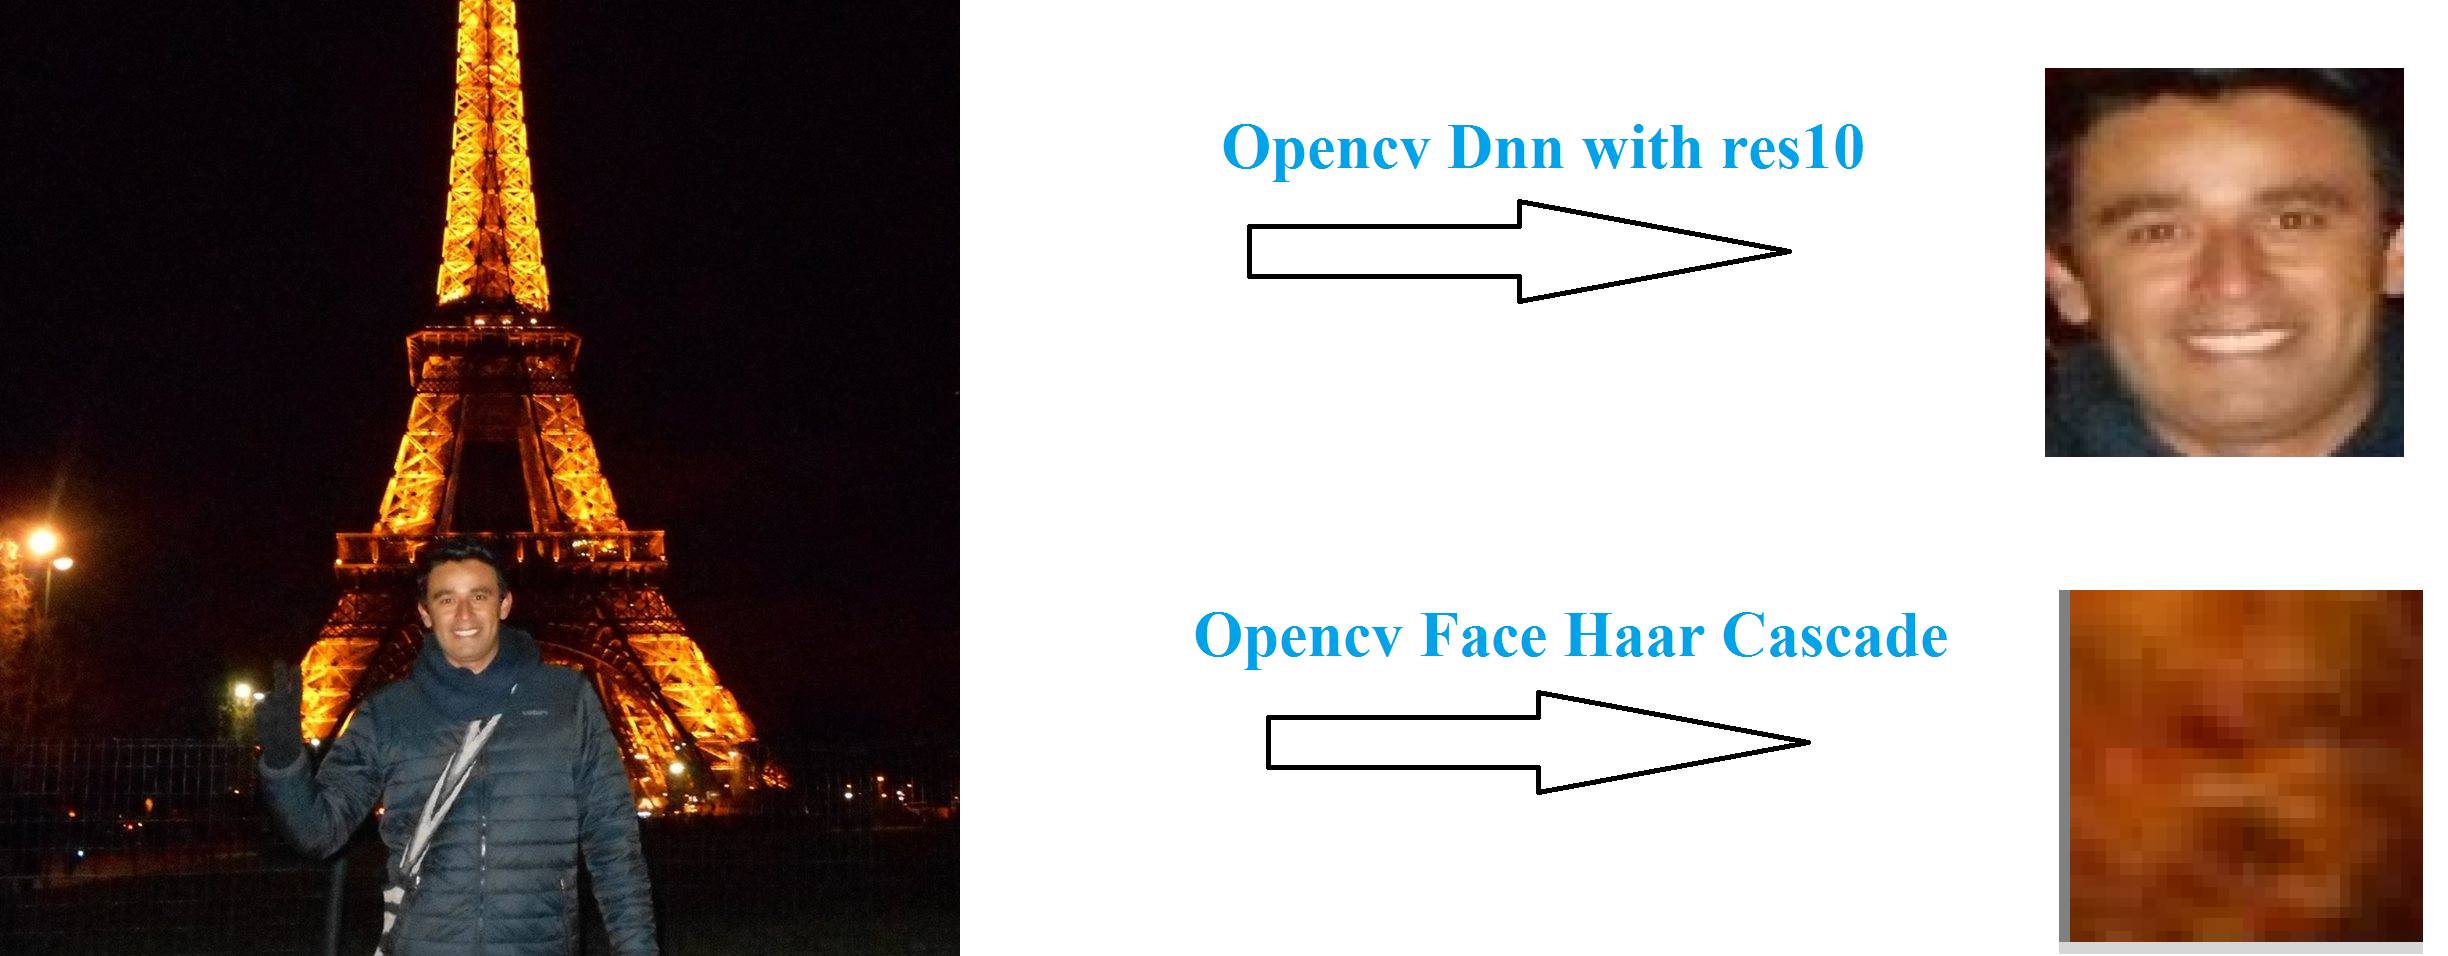 Opencv Dnn with res10
Opencv Face Haar Cascade